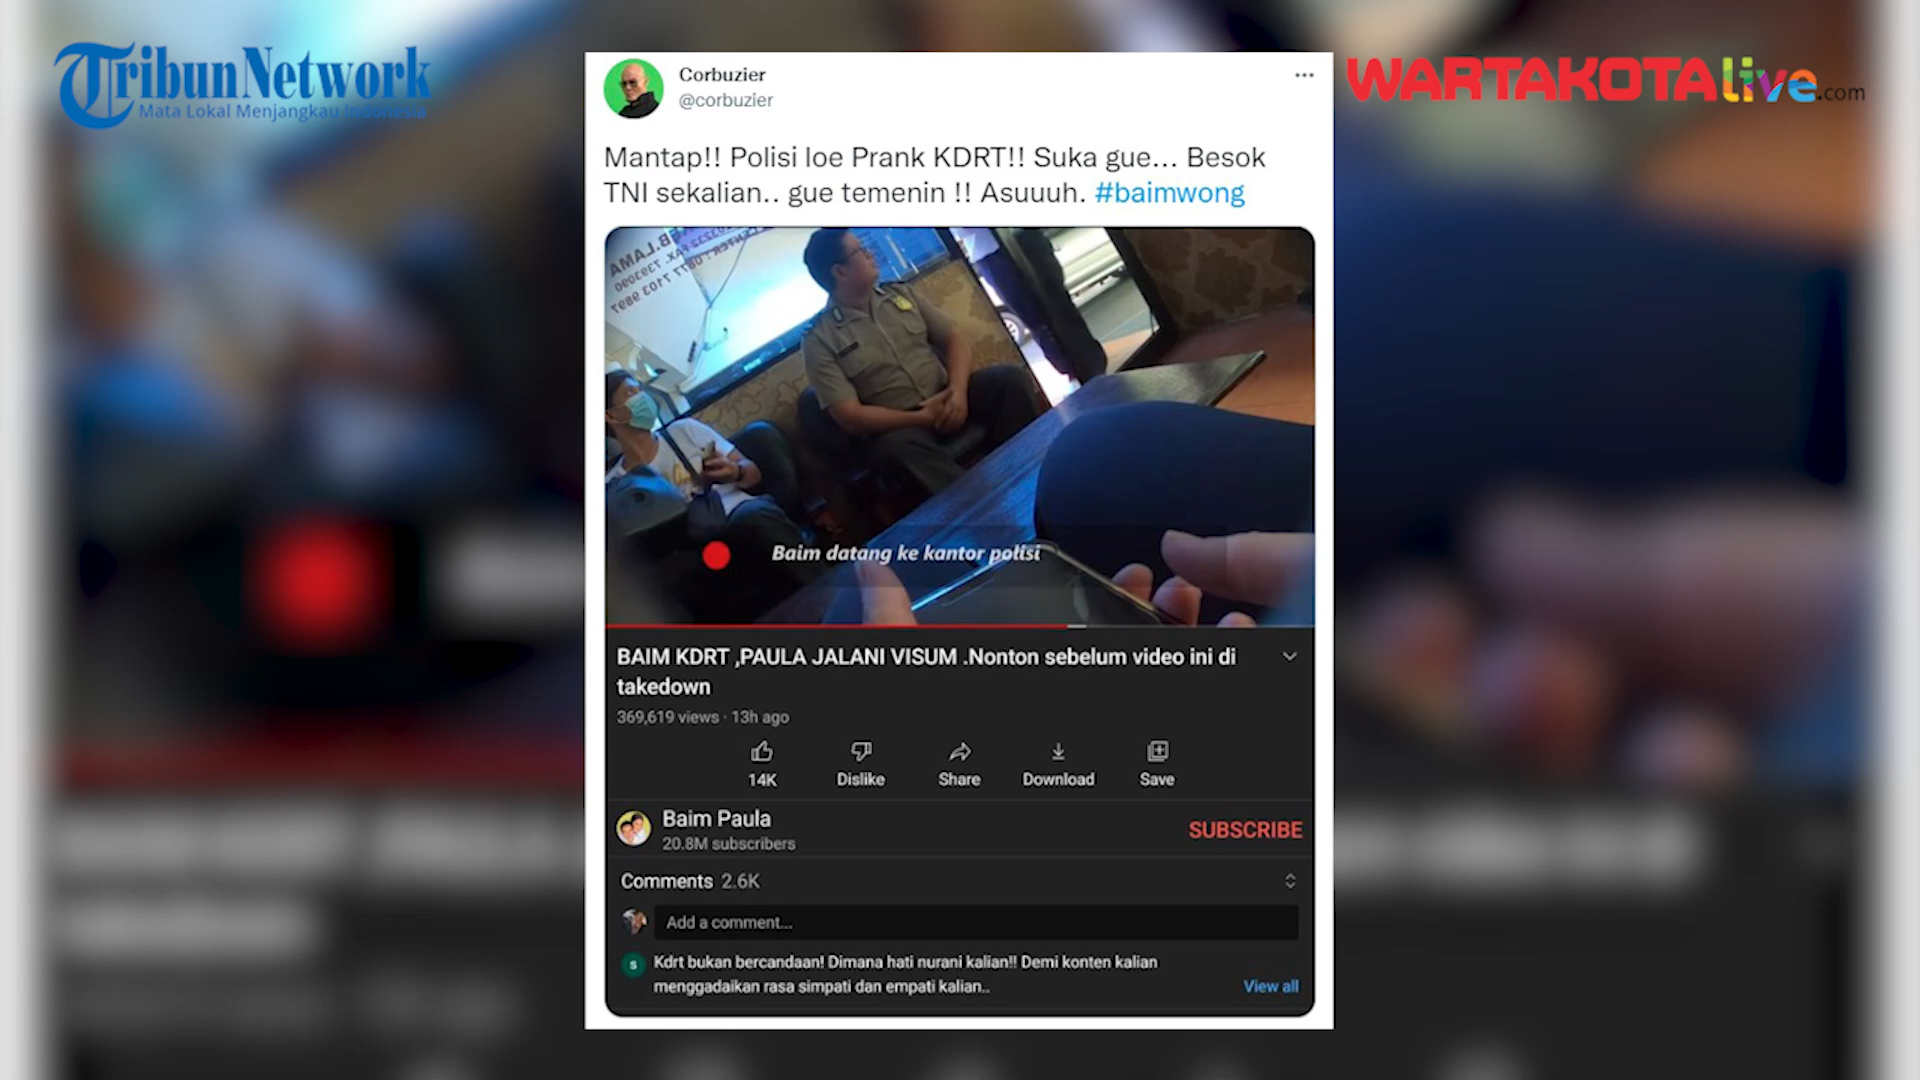 Tribun Network
Mata Lokal Menjangkau Indonesia
WARTAKOTAlive.com
Corbuzier
@corbuzier
Mantap!! Polisi loe Prank KDRT!! Suka gue... Besok
TNI sekalian.. gue temenin !! Asuuuh. #baimwong
Baim datang ke kantor polisi
BAIM KDRT ,PAULA JALANI VISUM .Nonton sebelum video ini di
takedown
369,619 views · 13h ago
14K
Dislike
Share
Download
Save
Baim Paula
20.8M subscribers
SUBSCRIBE
Comments 2.6K
Add a comment...
S
Kdrt bukan bercandaan! Dimana hati nurani kalian!! Demi konten kalian
menggadaikan rasa simpati dan empati kalian..
View all